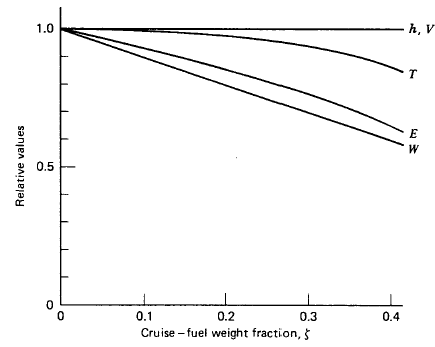 1.0
h, V
T
E
W
0.5
0
Relative values
0
0.1
0.2
0.3
0.4
Cruise–fuel weight fraction, ζ